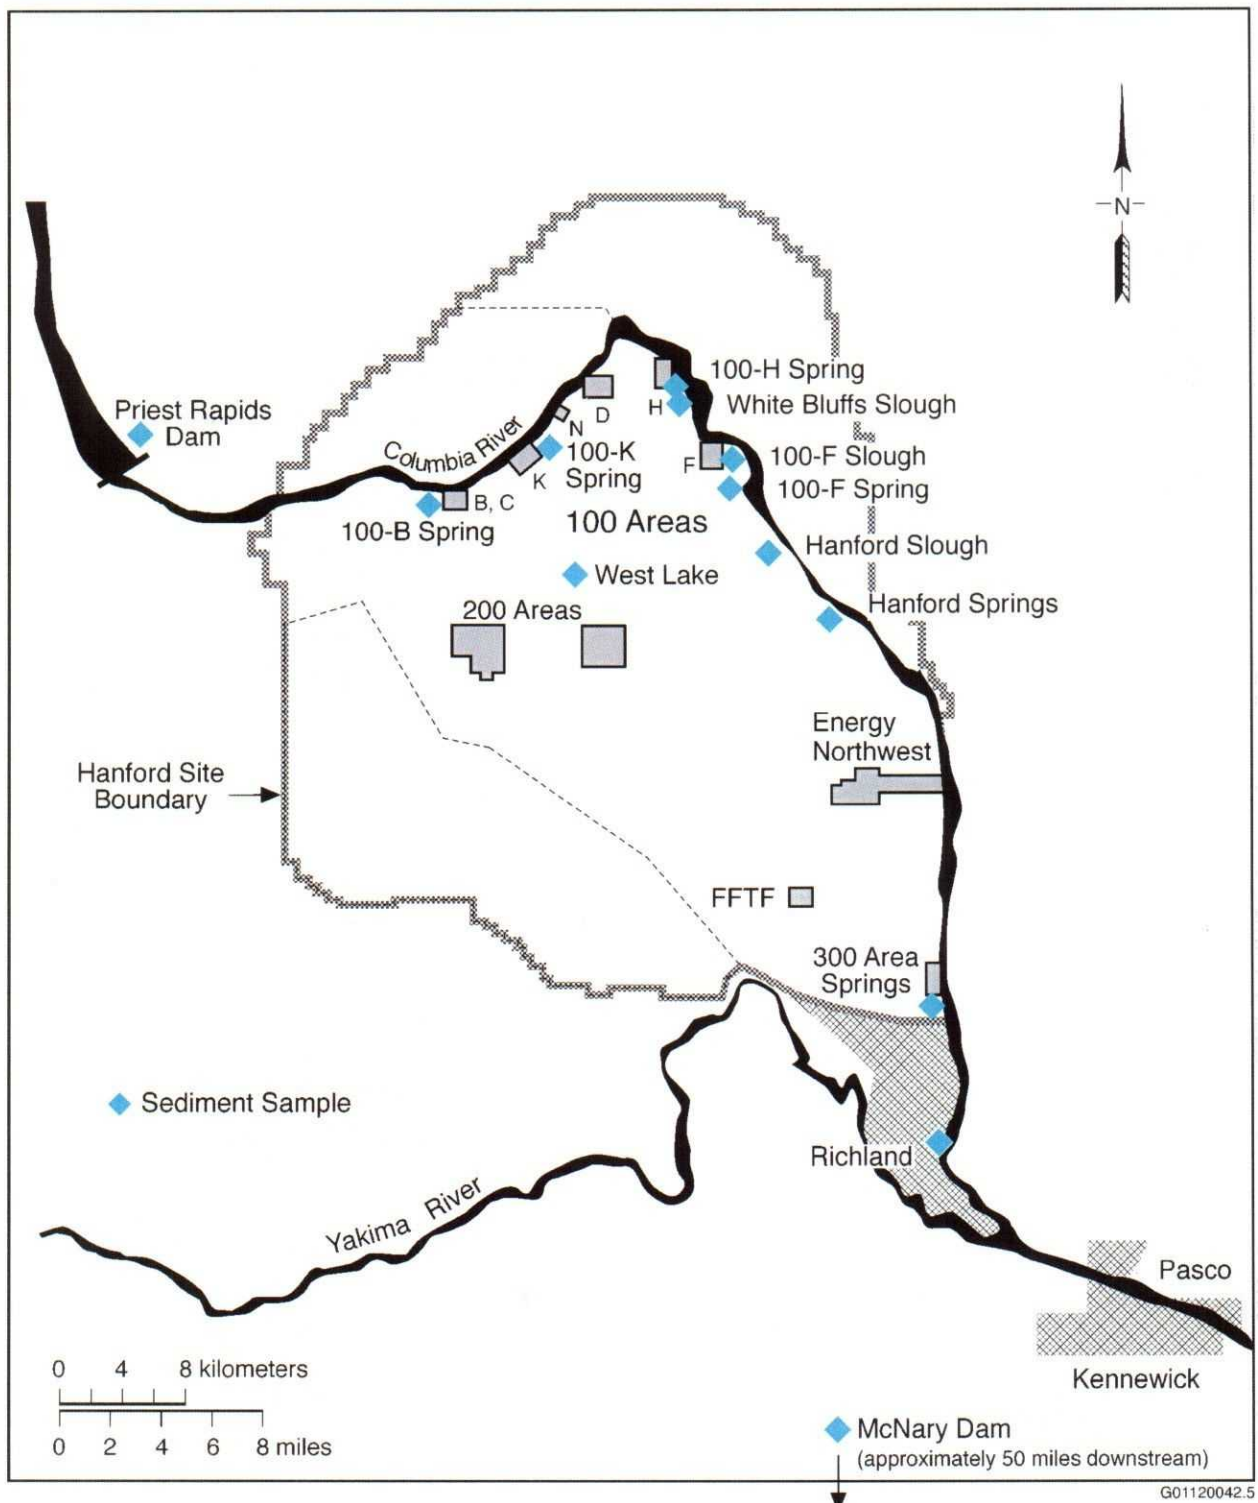 N
100-H Spring
White Bluffs Slough
Priest Rapids
Dam
D
H
N
Columbia River
100-K
Spring
K
F
100-F Slough
100-F Spring
B, C
100-B Spring
100 Areas
Hanford Slough
West Lake
Hanford Springs
200 Areas
Energy
Northwest
Hanford Site
Boundary
FFTF
300 Area
Springs
Sediment Sample
Richland
Yakima River
Pasco
Kennewick
0 4 8 kilometers
0 2 4 6 8 miles
McNary Dam
(approximately 50 miles downstream)
G01120042.5